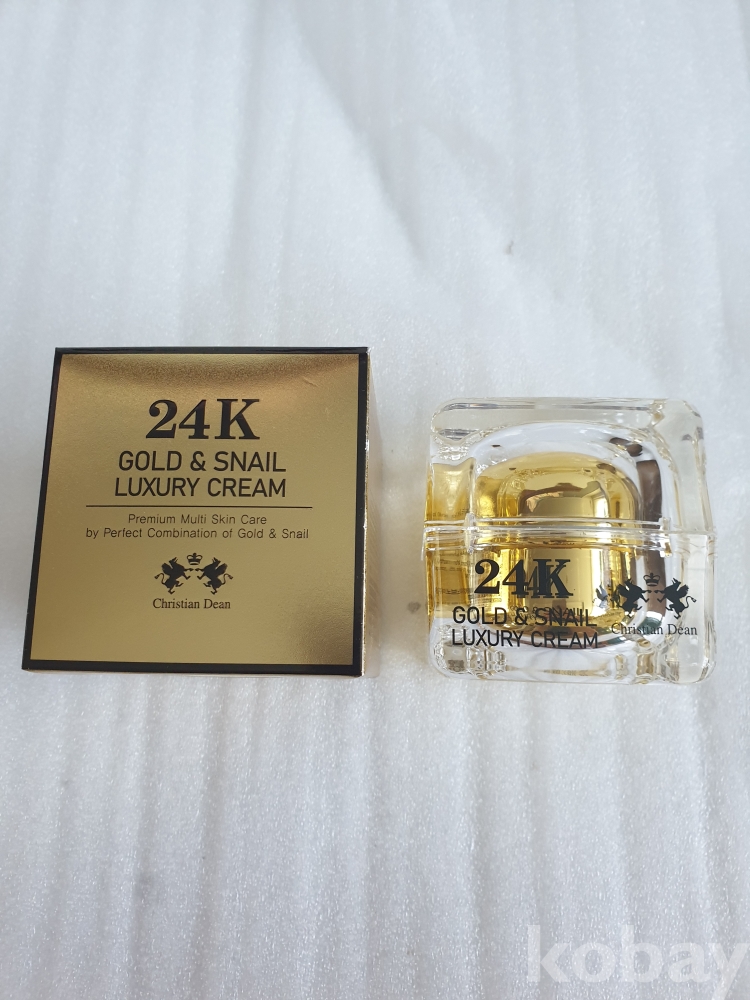 24K
GOLD & SNAIL
LUXURY CREAM
Premium Multi Skin Care
by Perfect Combination of Gold & Snail
Christian Dean
24K
GOLD & SNAIL
LUXURY CREAM
Christian Dean
kobay